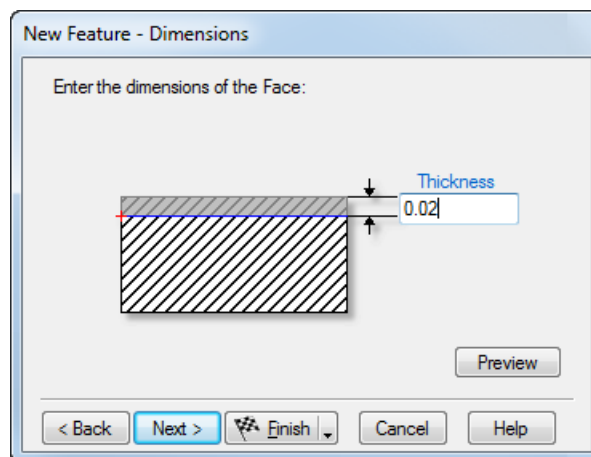 New Feature - Dimensions
Enter the dimensions of the Face:
Thickness
0.02
Preview
< Back
Next >
Finish
Cancel
Help